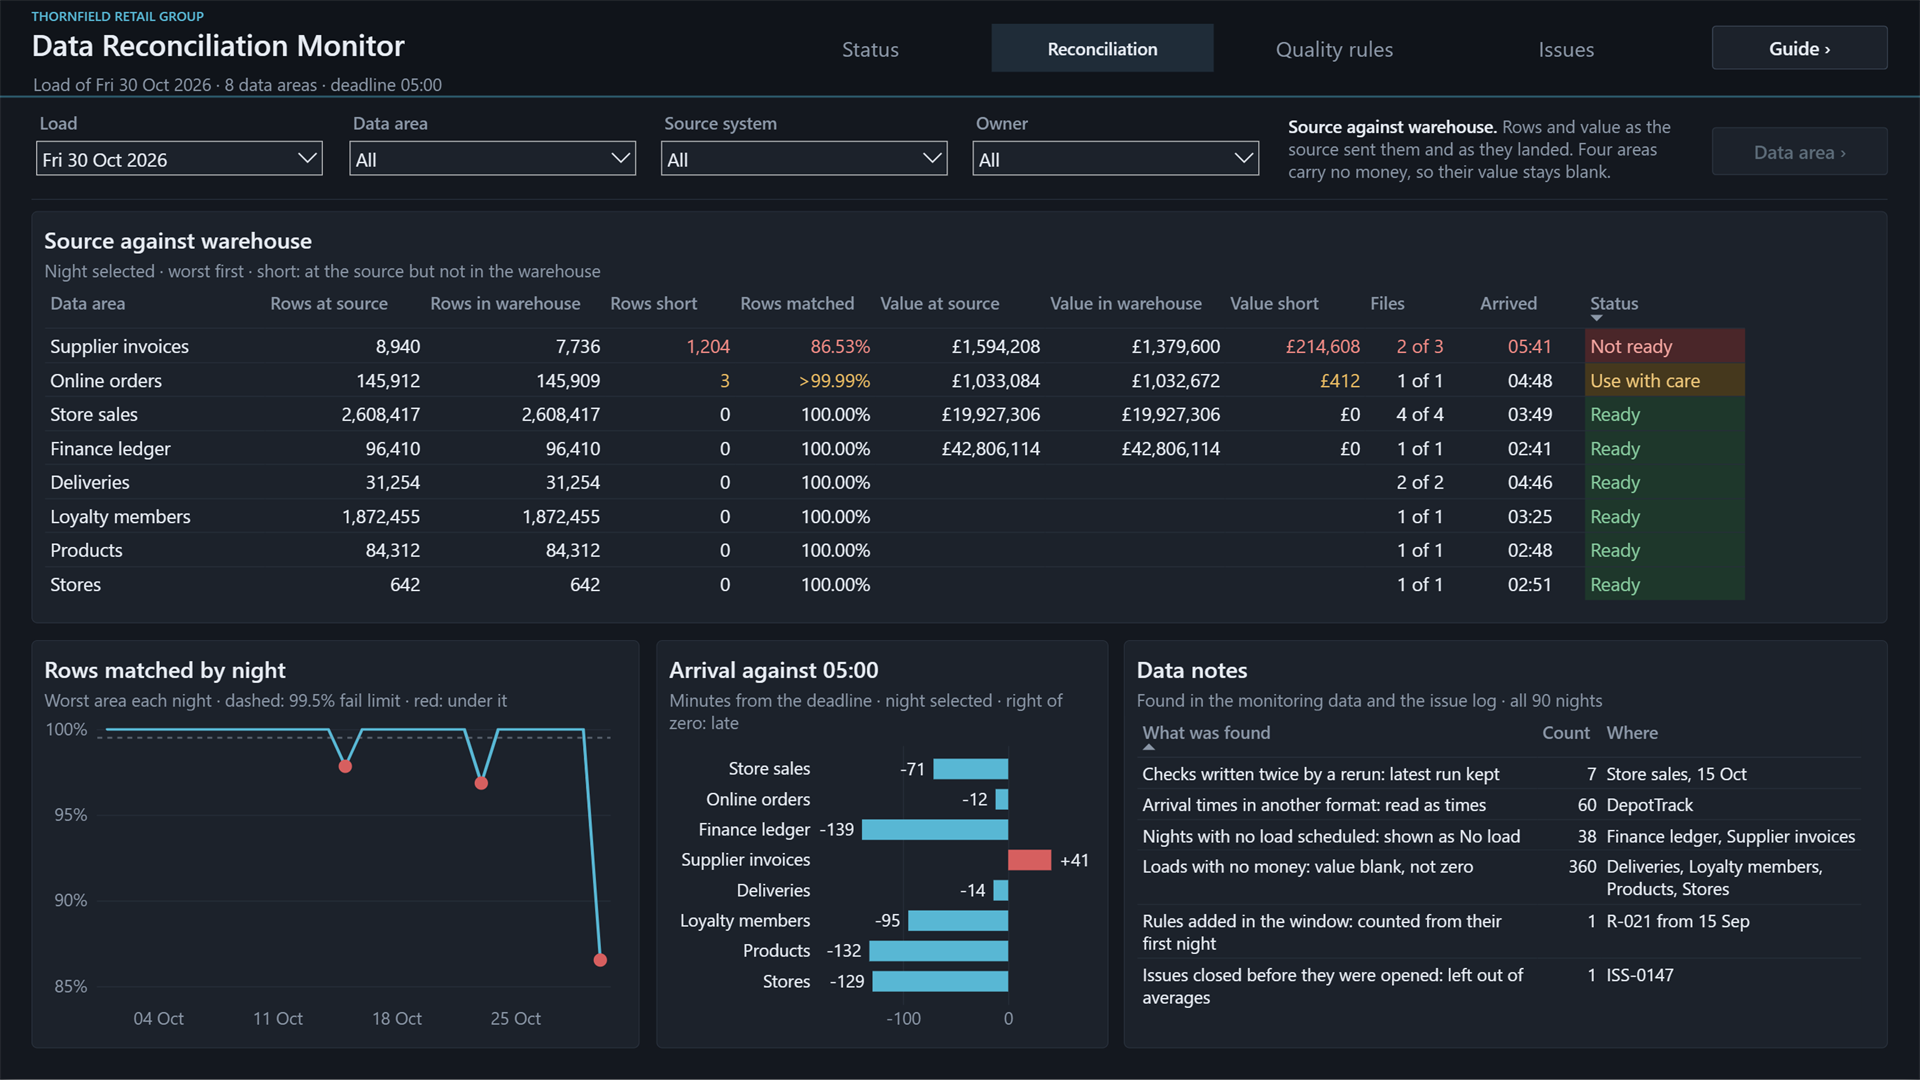 THORNFIELD RETAIL GROUP
Data Reconciliation Monitor
Load of Fri 30 Oct 2026 · 8 data areas · deadline 05:00
Status
Reconciliation
Quality rules
Issues
Guide ›
Load
Fri 30 Oct 2026
Data area
All
Source system
All
Owner
All
Source against warehouse. Rows and value as the
source sent them and as they landed. Four areas
carry no money, so their value stays blank.
Data area ›
Source against warehouse
Night selected · worst first · short: at the source but not in the warehouse
Data area Rows at source Rows in warehouse Rows short Rows matched Value at source Value in warehouse Value short Files Arrived Status
Supplier invoices 8,940 7,736 1,204 86.53% £1,594,208 £1,379,600 £214,608 2 of 3 05:41 Not ready
Online orders 145,912 145,909 3 >99.99% £1,033,084 £1,032,672 £412 1 of 1 04:48 Use with care
Store sales 2,608,417 2,608,417 0 100.00% £19,927,306 £19,927,306 £0 4 of 4 03:49 Ready
Finance ledger 96,410 96,410 0 100.00% £42,806,114 £42,806,114 £0 1 of 1 02:41 Ready
Deliveries 31,254 31,254 0 100.00% 2 of 2 04:46 Ready
Loyalty members 1,872,455 1,872,455 0 100.00% 1 of 1 03:25 Ready
Products 84,312 84,312 0 100.00% 1 of 1 02:48 Ready
Stores 642 642 0 100.00% 1 of 1 02:51 Ready
Rows matched by night
Worst area each night · dashed: 99.5% fail limit · red: under it
100%
95%
90%
85%
04 Oct 11 Oct 18 Oct 25 Oct
Arrival against 05:00
Minutes from the deadline · night selected · right of
zero: late
Store sales -71
Online orders -12
Finance ledger -139
Supplier invoices +41
Deliveries -14
Loyalty members -95
Products -132
Stores -129
-100 0
Data notes
Found in the monitoring data and the issue log · all 90 nights
What was found Count Where
Checks written twice by a rerun: latest run kept 7 Store sales, 15 Oct
Arrival times in another format: read as times 60 DepotTrack
Nights with no load scheduled: shown as No load 38 Finance ledger, Supplier invoices
Loads with no money: value blank, not zero 360 Deliveries, Loyalty members,
Products, Stores
Rules added in the window: counted from their 1 R-021 from 15 Sep
first night
Issues closed before they were opened: left out of 1 ISS-0147
averages